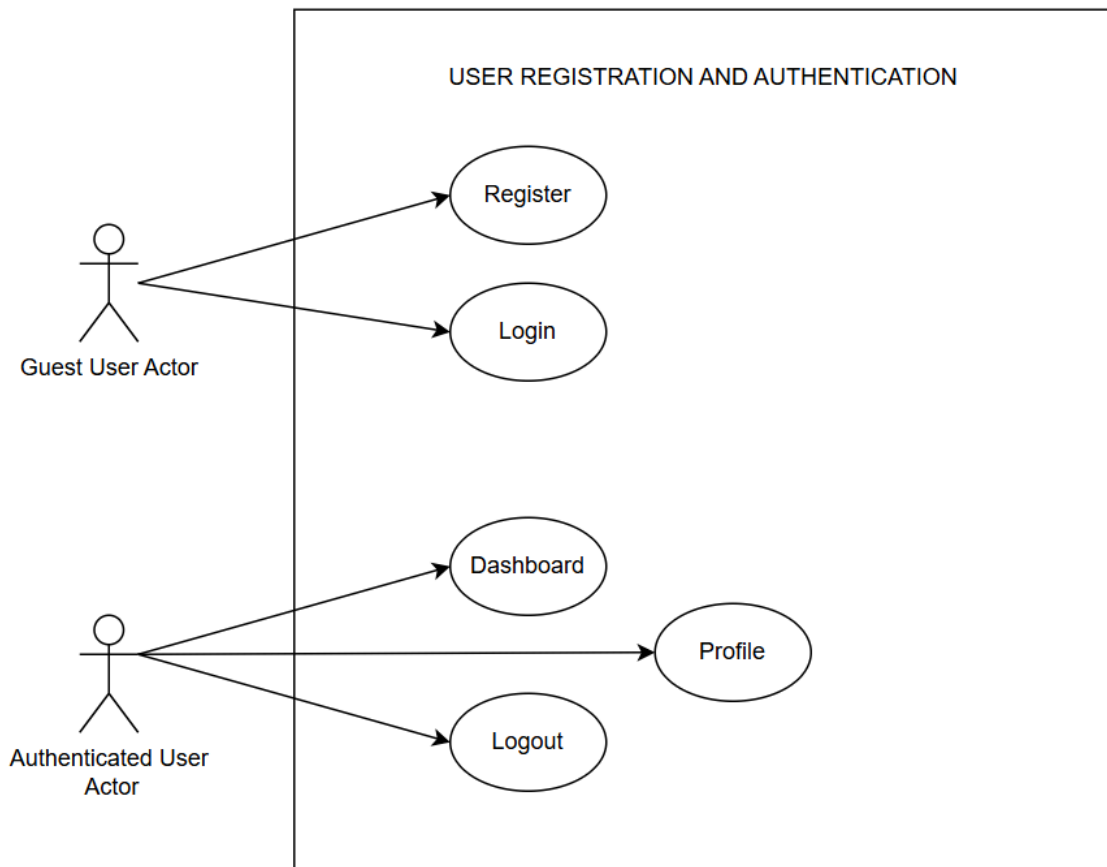 USER REGISTRATION AND AUTHENTICATION
Register
Login
Guest User Actor
Dashboard
Profile
Logout
Authenticated User
Actor